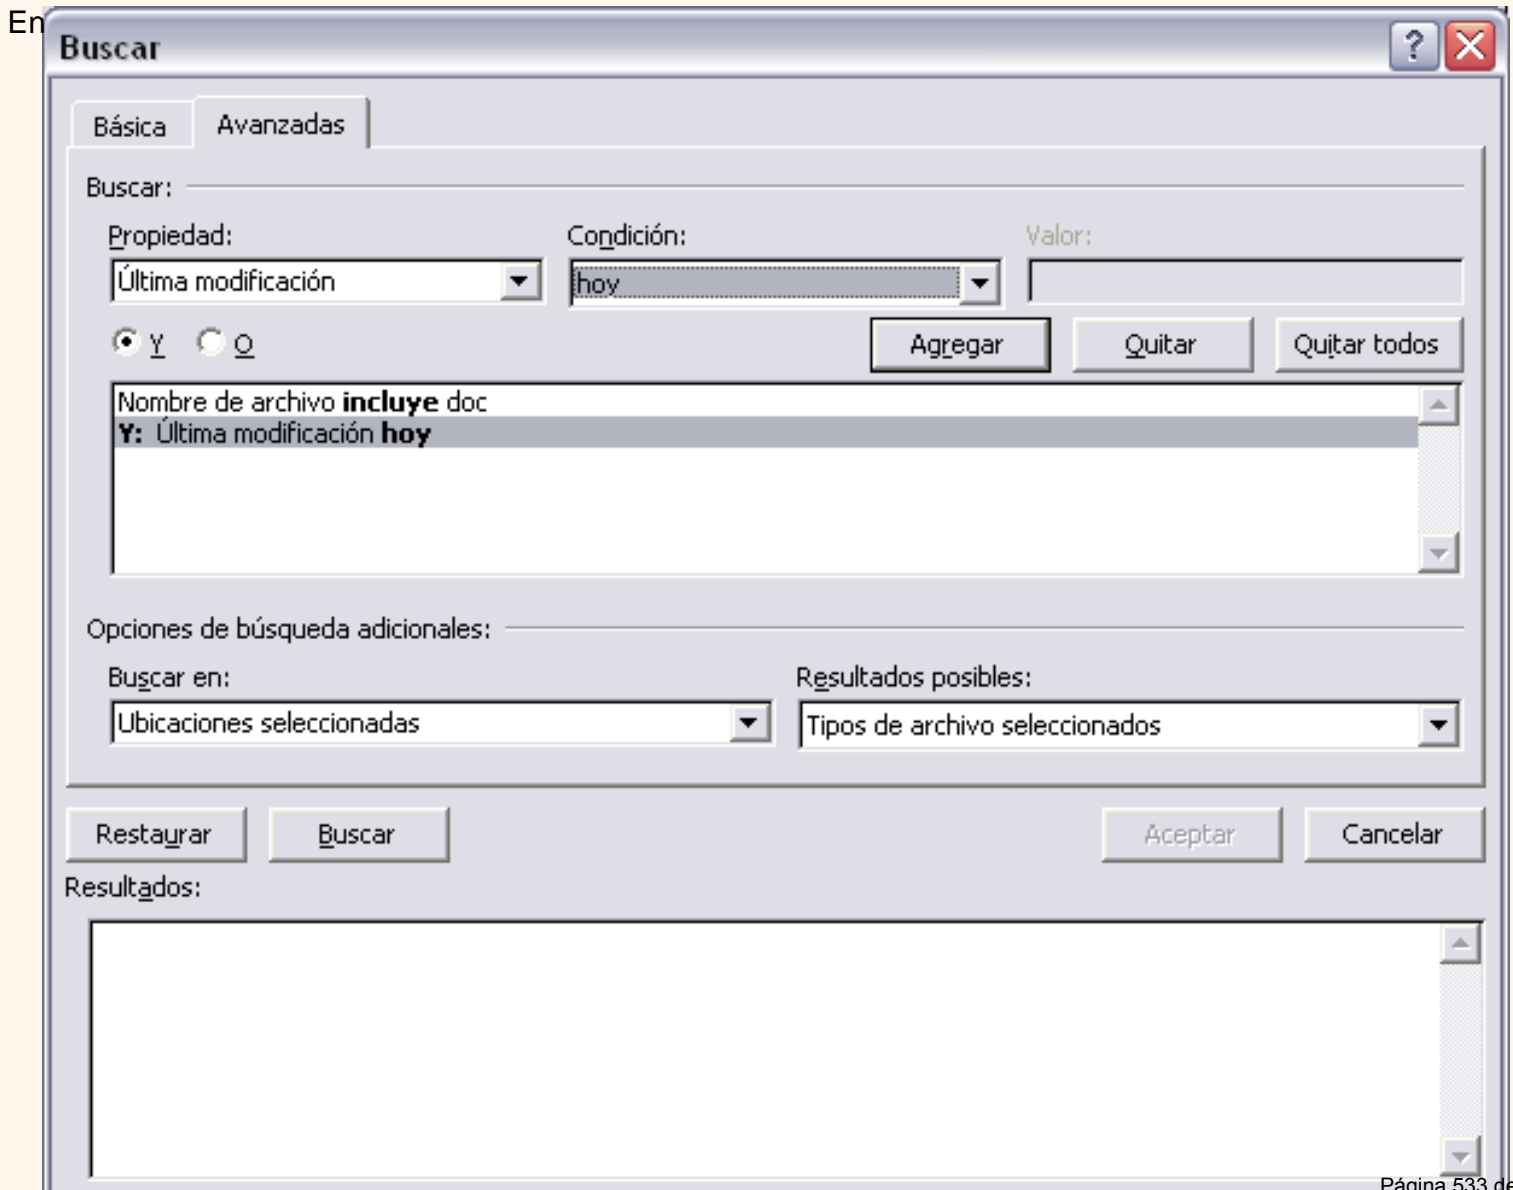 En
Buscar
Básica Avanzadas
Buscar:
Propiedad: Condición: Valor:
Última modificación hoy
Y O Agregar Quitar Quitar todos
Nombre de archivo incluye doc
Y: Última modificación hoy
Opciones de búsqueda adicionales:
Buscar en: Resultados posibles:
Ubicaciones seleccionadas Tipos de archivo seleccionados
Restaurar Buscar Aceptar Cancelar
Resultados:
Página 533 de